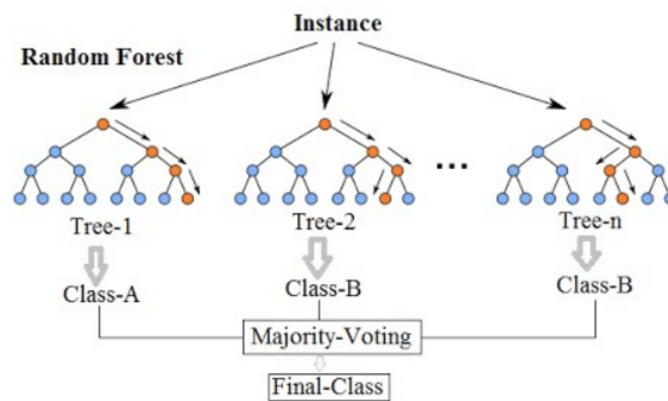 Instance
Random Forest
...
Tree-1
Tree-2
Tree-n
Class-A
Class-B
Class-B
Majority-Voting
Final-Class